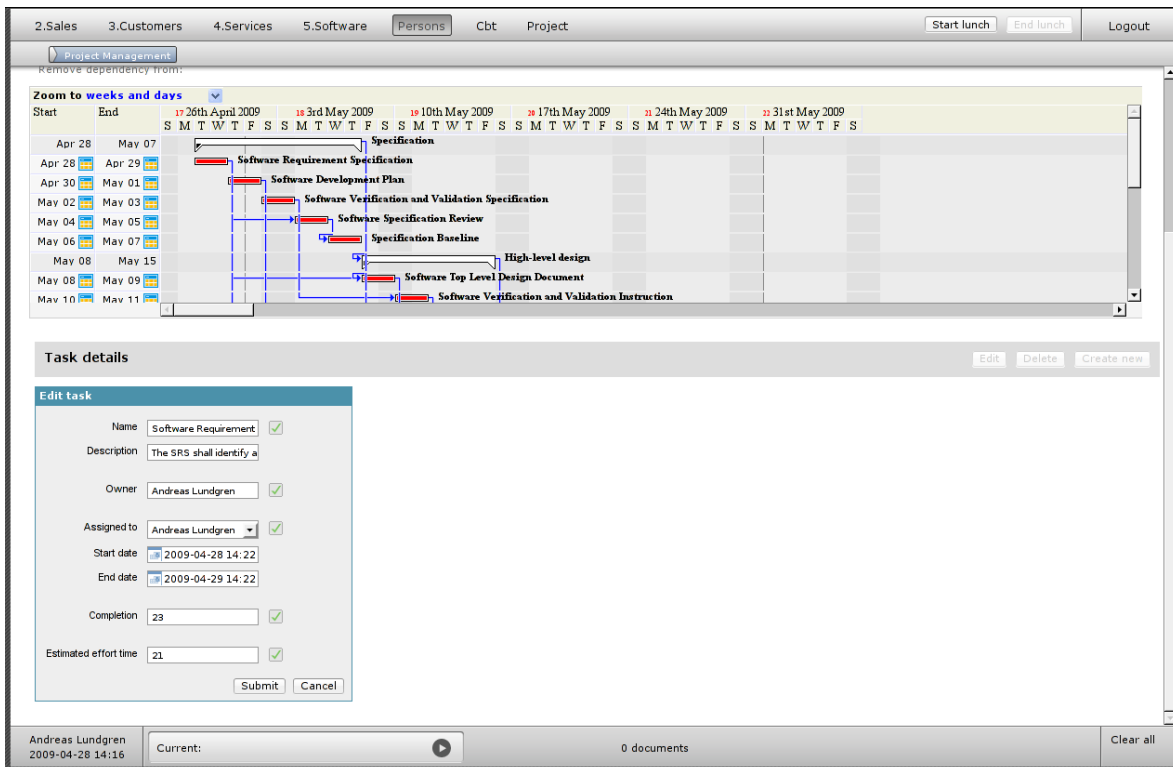 2.Sales 3.Customers 4.Services 5.Software Persons Cbt Project Start lunch End lunch Logout
Project Management
Remove dependency from:
Zoom to weeks and days
Start End 17 26th April 2009 18 3rd May 2009 19 10th May 2009 20 17th May 2009 21 24th May 2009 22 31st May 2009
S M T W T F S S M T W T F S S M T W T F S S M T W T F S S M T W T F S S M T W T F S
Apr 28 May 07 Specification
Apr 28 Apr 29 Software Requirement Specification
Apr 30 May 01 Software Development Plan
May 02 May 03 Software Verification and Validation Specification
May 04 May 05 Software Specification Review
May 06 May 07 Specification Baseline
May 08 May 15 High-level design
May 08 May 09 Software Top Level Design Document
May 10 May 11 Software Verification and Validation Instruction
Task details Edit Delete Create new
Edit task
Name Software Requirement
Description The SRS shall identify a
Owner Andreas Lundgren
Assigned to Andreas Lundgren
Start date 2009-04-28 14:22
End date 2009-04-29 14:22
Completion 23
Estimated effort time 21
Submit Cancel
Andreas Lundgren
2009-04-28 14:16
Current:
0 documents
Clear all